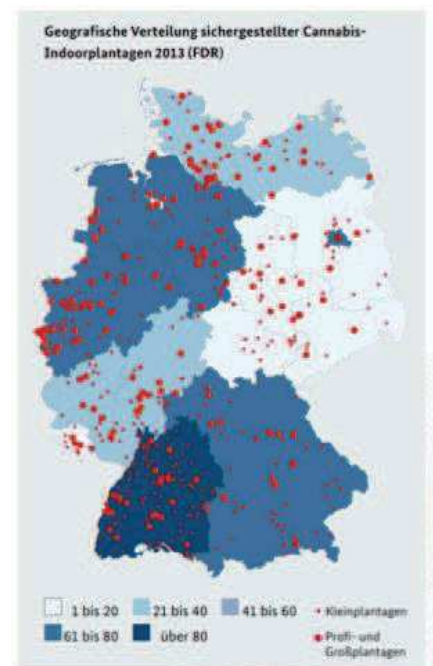 Geografische Verteilung sichergestellter Cannabis-
Indoorplantagen 2013 (FDR)
1 bis 20
21 bis 40
41 bis 60
Kleinplantagen
61 bis 80
über 80
Profi- und
Großplantagen